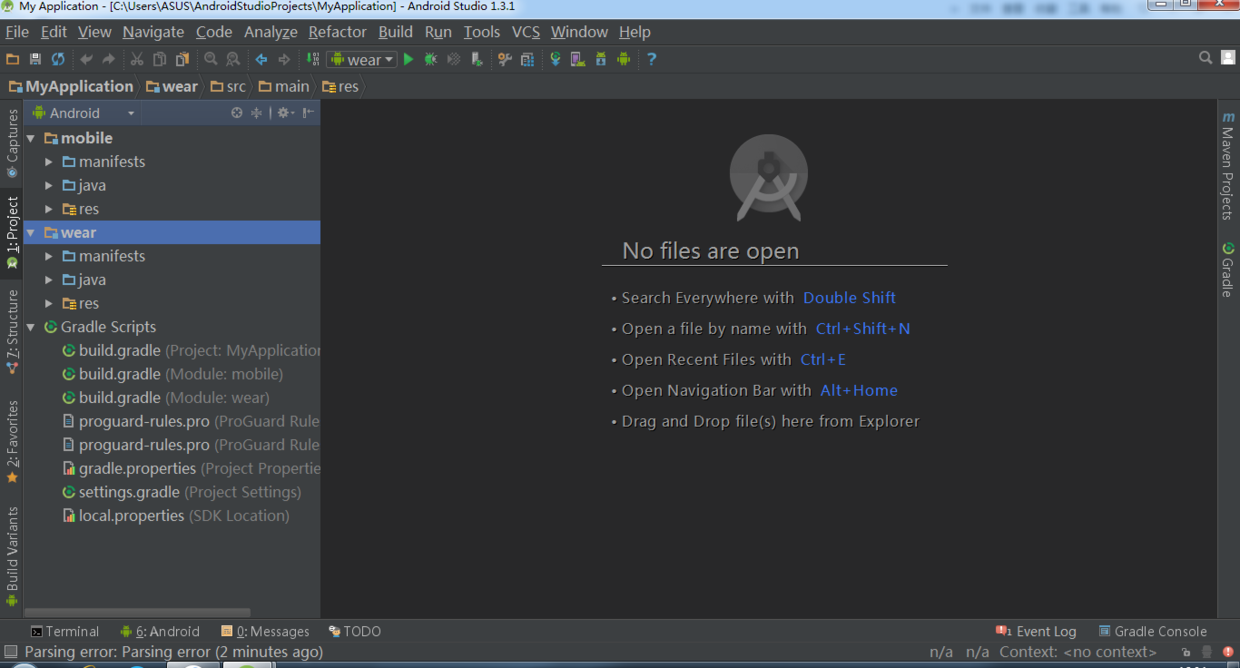 My Application - [C:\Users\ASUS\AndroidStudioProjects\MyApplication] - Android Studio 1.3.1
File Edit View Navigate Code Analyze Refactor Build Run Tools VCS Window Help
wear
MyApplication wear src main res
Captures
1: Project
7: Structure
2: Favorites
Build Variants
Android
mobile
manifests
java
res
wear
manifests
java
res
Gradle Scripts
build.gradle (Project: MyApplication
build.gradle (Module: mobile)
build.gradle (Module: wear)
proguard-rules.pro (ProGuard Rule
proguard-rules.pro (ProGuard Rule
gradle.properties (Project Propertie
settings.gradle (Project Settings)
local.properties (SDK Location)
No files are open
• Search Everywhere with Double Shift
• Open a file by name with Ctrl+Shift+N
• Open Recent Files with Ctrl+E
• Open Navigation Bar with Alt+Home
• Drag and Drop file(s) here from Explorer
m Maven Projects
Gradle
Terminal 6: Android 0: Messages TODO 1 Event Log Gradle Console
Parsing error: Parsing error (2 minutes ago) n/a n/a Context: <no context>